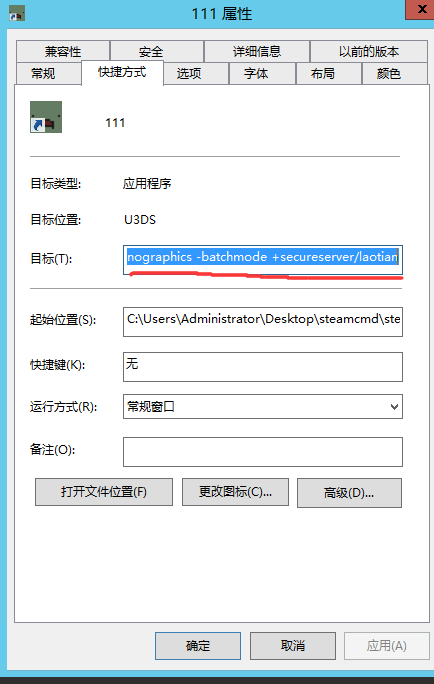 111 属性
兼容性 安全 详细信息 以前的版本
常规 快捷方式 选项 字体 布局 颜色
111
目标类型: 应用程序
目标位置: U3DS
目标(T): nographics -batchmode +secureserver/laotian
起始位置(S): C:\Users\Administrator\Desktop\steamcmd\ste
快捷键(K): 无
运行方式(R): 常规窗口
备注(O):
打开文件位置(F) 更改图标(C)... 高级(D)...
确定 取消 应用(A)